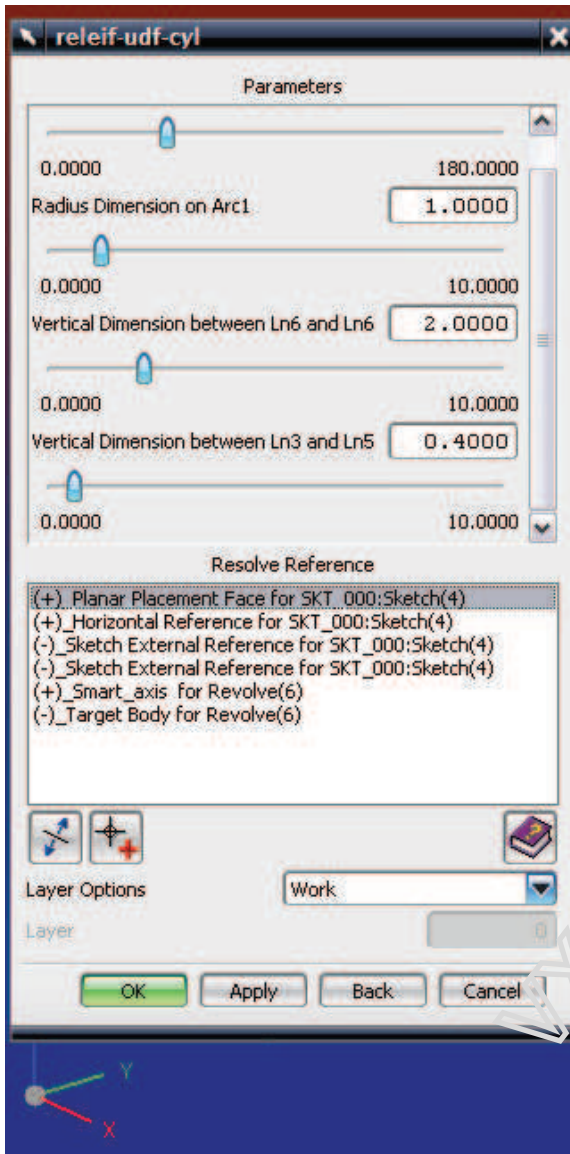 releif-udf-cyl
Parameters
0.0000 180.0000
Radius Dimension on Arc1 1.0000
0.0000 10.0000
Vertical Dimension between Ln6 and Ln6 2.0000
0.0000 10.0000
Vertical Dimension between Ln3 and Ln5 0.4000
0.0000 10.0000
Resolve Reference
(+)_Planar Placement Face for SKT_000:Sketch(4)
(+)_Horizontal Reference for SKT_000:Sketch(4)
(-)_Sketch External Reference for SKT_000:Sketch(4)
(-)_Sketch External Reference for SKT_000:Sketch(4)
(+)_Smart_axis for Revolve(6)
(-)_Target Body for Revolve(6)
Layer Options Work
Layer 0
OK Apply Back Cancel
Y
X